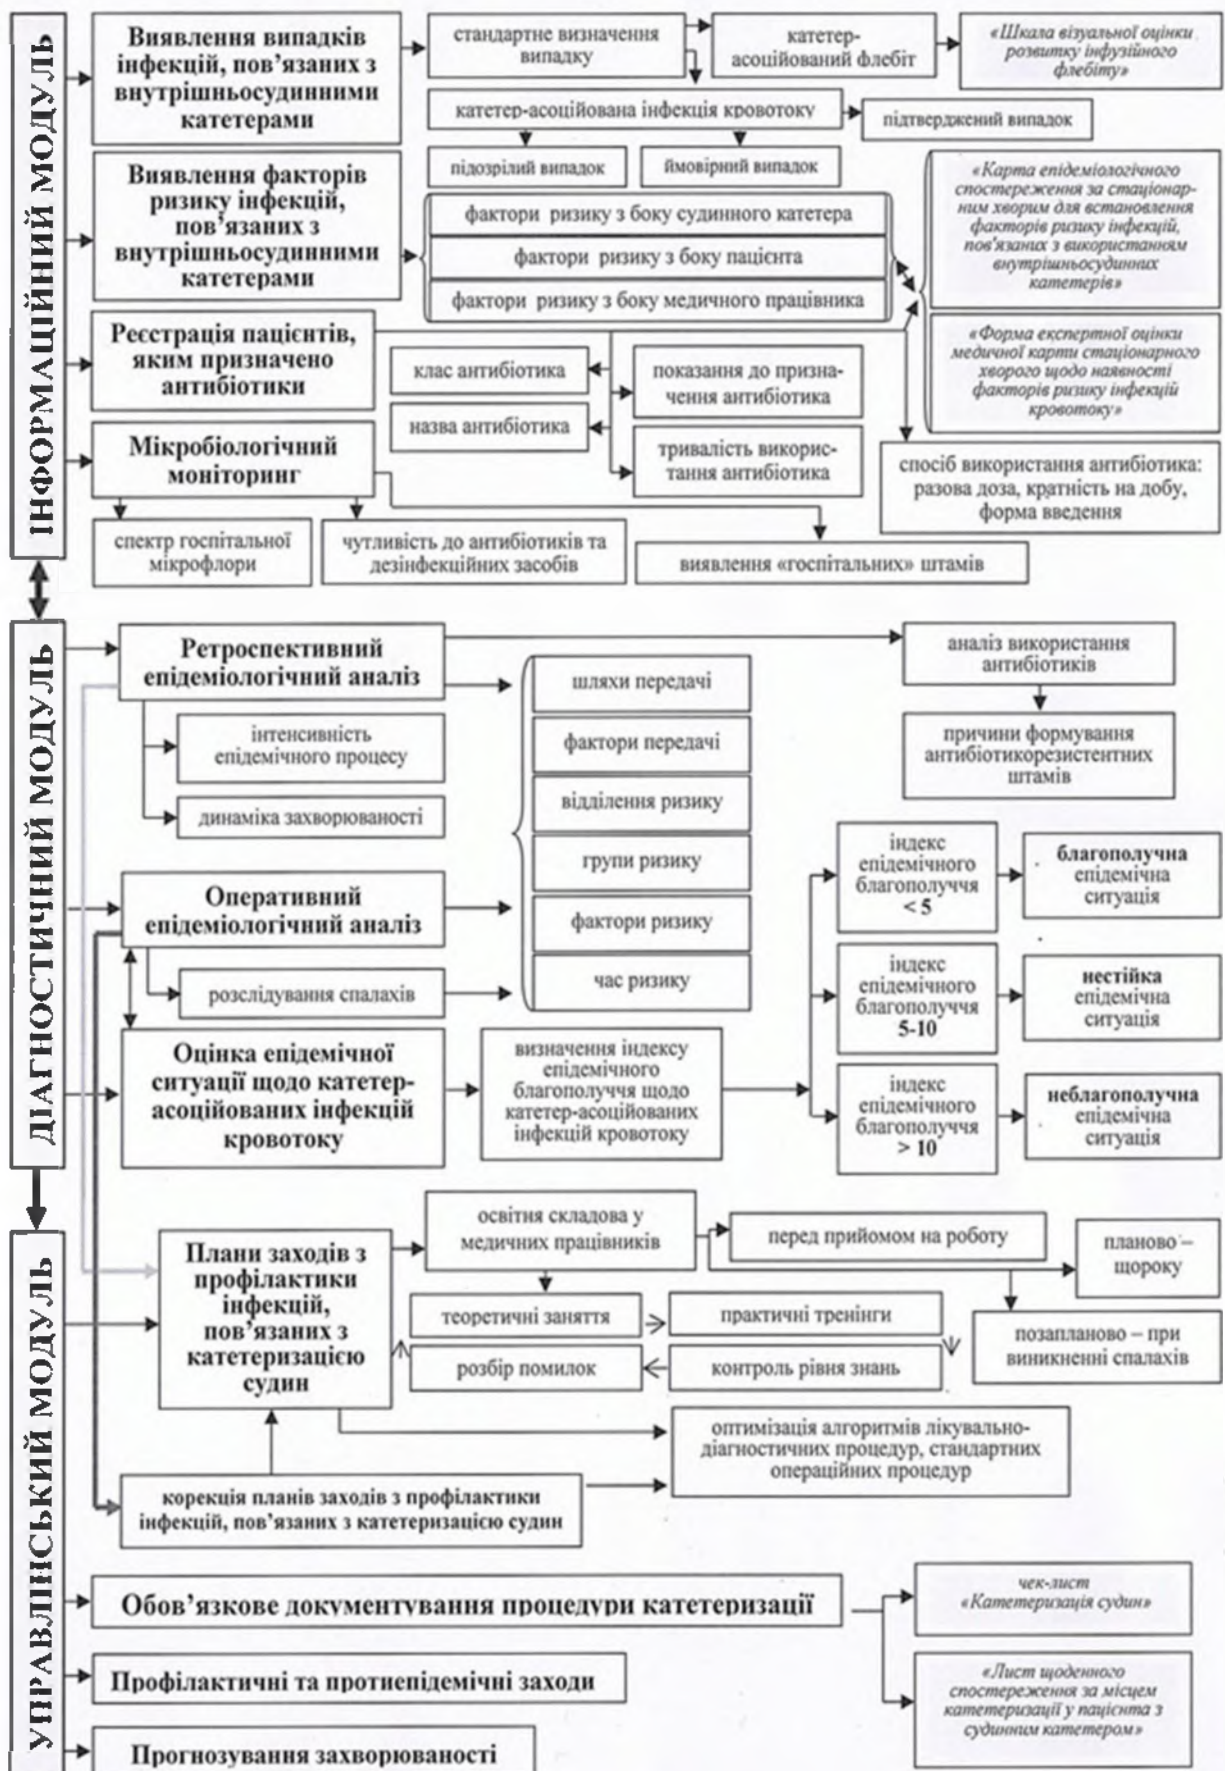 ІНФОРМАЦІЙНИЙ МОДУЛЬ
Виявлення випадків
інфекцій, пов’язаних з
внутрішньосудинними
катетерами
стандартне визначення
випадку
катетер-
асоційований флебіт
«Шкала візуальної оцінки
розвитку інфузійного
флебіту»
катетер-асоційована інфекція кровотоку
підтверджений випадок
підозрілий випадок
ймовірний випадок
Виявлення факторів
ризику інфекцій,
пов’язаних з
внутрішньосудинними
катетерами
фактори ризику з боку судинного катетера
фактори ризику з боку пацієнта
фактори ризику з боку медичного працівника
«Карта епідеміологічного
спостереження за стаціонар-
ним хворим для встановлення
факторів ризику інфекцій,
пов'язаних з використанням
внутрішньосудинних
катетерів»
«Форма експертної оцінки
медичної карти стаціонарного
хворого щодо наявності
факторів ризику інфекцій
кровотоку»
Реєстрація пацієнтів,
яким призначено
антибіотики
клас антибіотика
назва антибіотика
показання до призна-
чення антибіотика
тривалість викорис-
тання антибіотика
спосіб використання антибіотика:
разова доза, кратність на добу,
форма введення
Мікробіологічний
моніторинг
спектр госпітальної
мікрофлори
чутливість до антибіотиків та
дезінфекційних засобів
виявлення «госпітальних» штамів
ДІАГНОСТИЧНИЙ МОДУЛЬ
Ретроспективний
епідеміологічний аналіз
інтенсивність
епідемічного процесу
динаміка захворюваності
шляхи передачі
фактори передачі
відділення ризику
групи ризику
фактори ризику
час ризику
аналіз використання
антибіотиків
причини формування
антибіотикорезистентних
штамів
Оперативний
епідеміологічний аналіз
розслідування спалахів
Оцінка епідемічної
ситуації щодо катетер-
асоційованих інфекцій
кровотоку
визначення індексу
епідемічного
благополуччя щодо
катетер-асоційованих
інфекцій кровотоку
індекс
епідемічного
благополуччя
< 5
благополучна
епідемічна
ситуація
індекс
епідемічного
благополуччя
5-10
нестійка
епідемічна
ситуація
індекс
епідемічного
благополуччя
> 10
неблагополучна
епідемічна
ситуація
УПРАВЛІНСЬКИЙ МОДУЛЬ
Плани заходів з
профілактики
інфекцій,
пов’язаних з
катетеризацією
судин
освітня складова у
медичних працівників
перед прийомом на роботу
планово –
щороку
позапланово – при
виникненні спалахів
теоретичні заняття
практичні тренінги
розбір помилок
контроль рівня знань
оптимізація алгоритмів лікувально-
діагностичних процедур, стандартних
операційних процедур
корекція планів заходів з профілактики
інфекцій, пов’язаних з катетеризацією судин
Обов’язкове документування процедури катетеризації
чек-лист
«Катетеризація судин»
«Лист щоденного
спостереження за місцем
катетеризації у пацієнта з
судинним катетером»
Профілактичні та протиепідемічні заходи
Прогнозування захворюваності